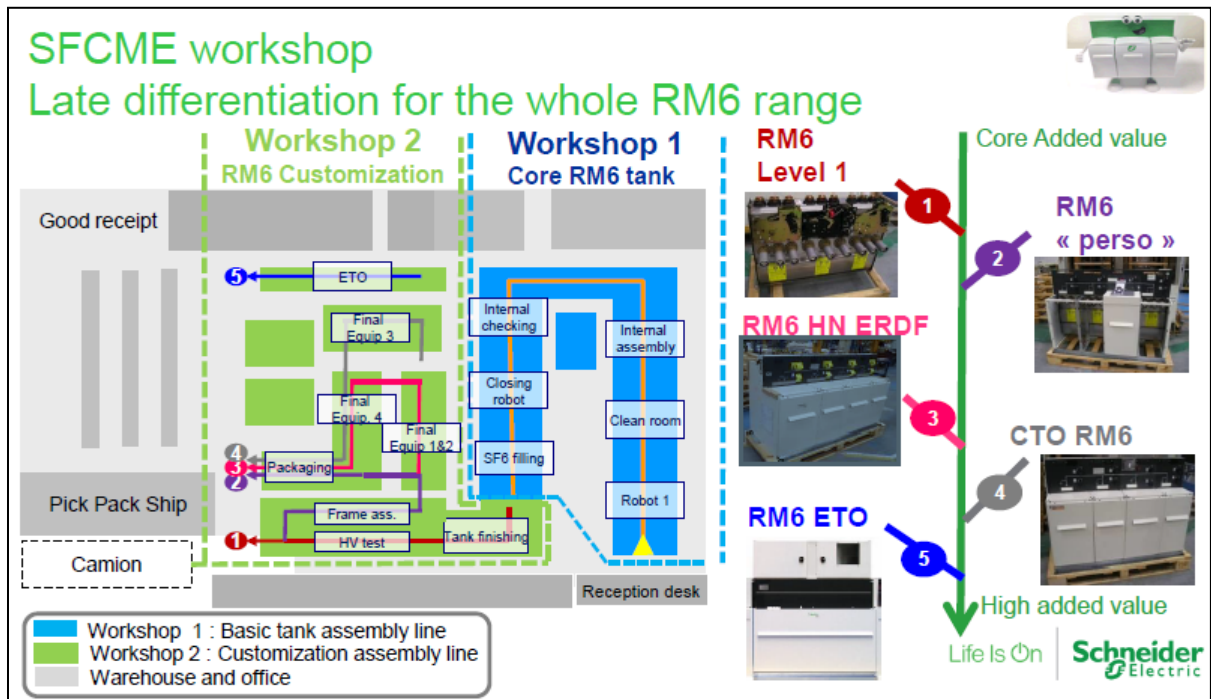 SFCME workshop
Late differentiation for the whole RM6 range
Workshop 2
RM6 Customization
Workshop 1
Core RM6 tank
Good receipt
5
ETO
Final
Equip 3
Final
Equip. 4
Final
Equip 1&2
4
3
2
Packaging
Pick Pack Ship
Frame ass.
1
HV test
Tank finishing
Camion
Internal
checking
Closing
robot
SF6 filling
Internal
assembly
Clean room
Robot 1
Reception desk
Workshop 1 : Basic tank assembly line
Workshop 2 : Customization assembly line
Warehouse and office
RM6
Level 1
Core Added value
1
RM6
« perso »
2
RM6 HN ERDF
3
CTO RM6
4
RM6 ETO
5
High added value
Life Is On
Schneider
Electric